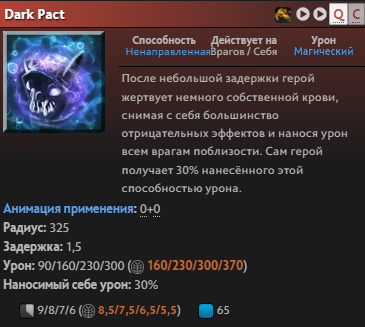 Dark Pact
Q C
Способность Действует на Урон
Ненаправленная Врагов / Себя Магический
После небольшой задержки герой
жертвует немного собственной крови,
снимая с себя большинство
отрицательных эффектов и нанося урон
всем врагам поблизости. Сам герой
получает 30% нанесённого этой
способностью урона.
Анимация применения: 0+0
Радиус: 325
Задержка: 1,5
Урон: 90/160/230/300 (160/230/300/370)
Наносимый себе урон: 30%
9/8/7/6 (8,5/7,5/6,5/5,5) 65